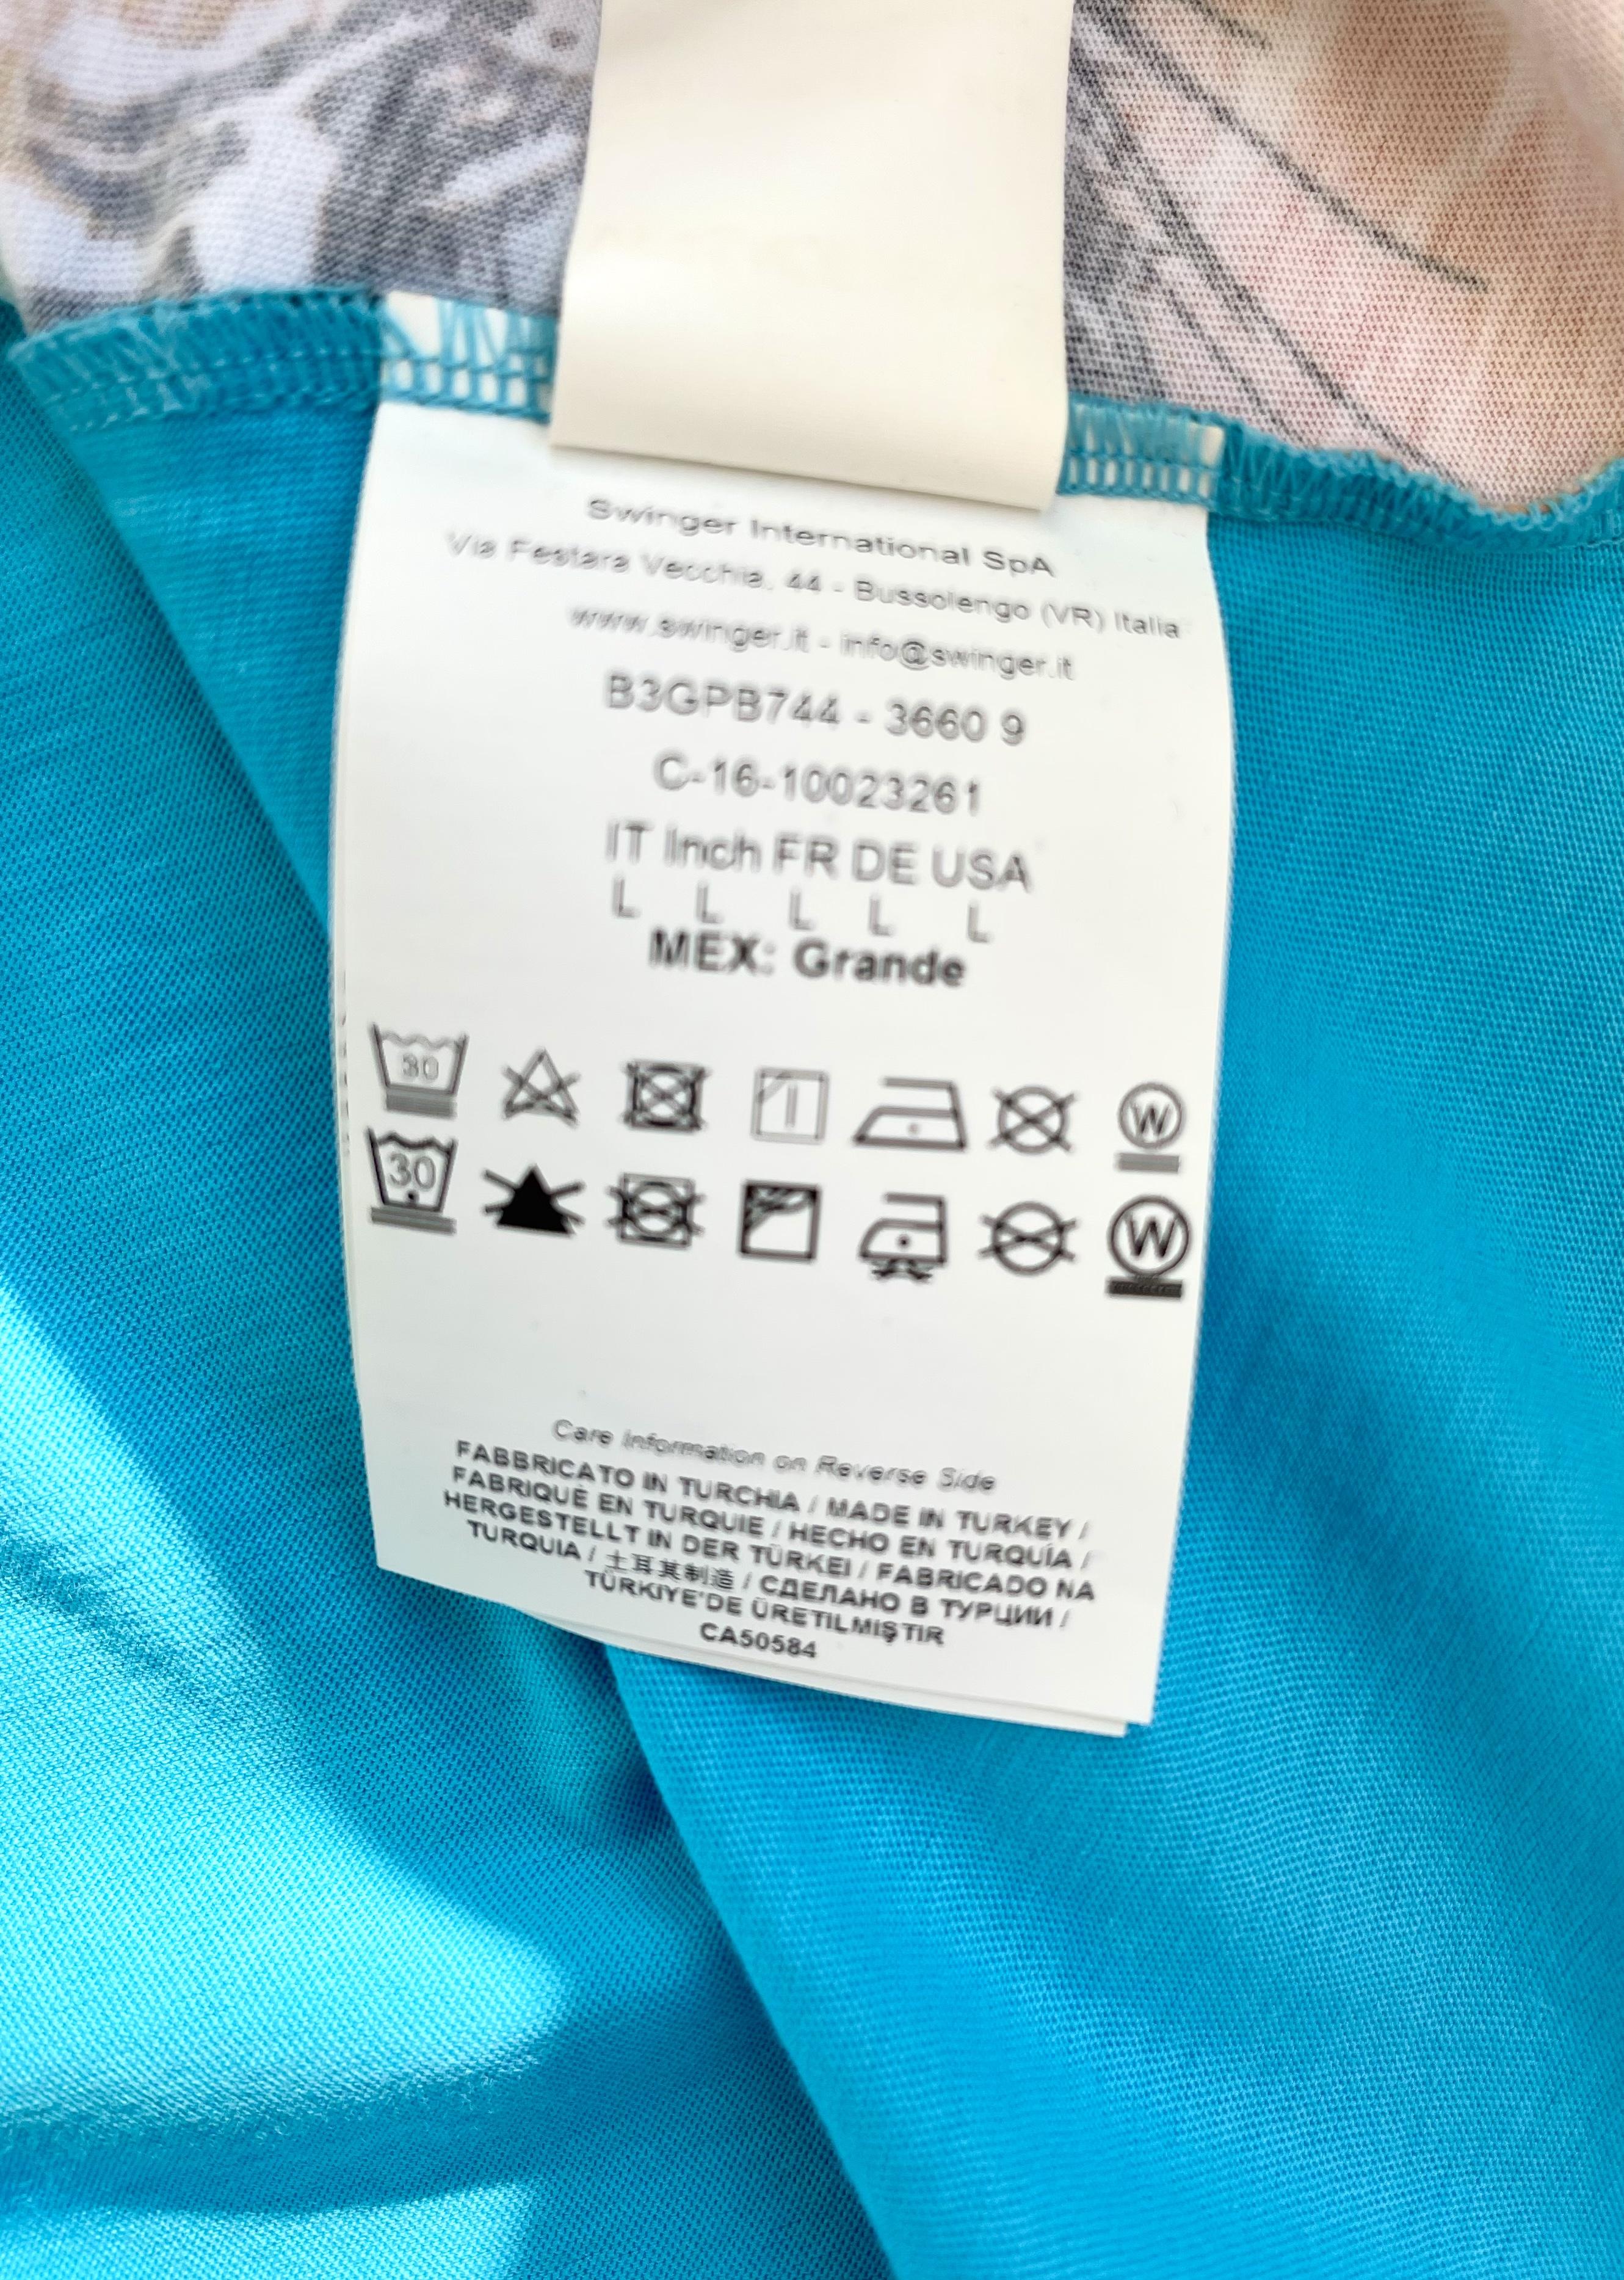 Swinger International SpA
Via Festara Vecchia, 44 - Bussolengo (VR) Italia
www.swinger.it - info@swinger.it
B3GPB744 - 3660 9
C-16-10023261
IT Inch FR DE USA
L L L L L
MEX: Grande
30
W
30
W
Care Information on Reverse Side
FABBRICATO IN TURCHIA / MADE IN TURKEY /
FABRIQUÉ EN TURQUIE / HECHO EN TURQUÍA /
HERGESTELLT IN DER TÜRKEI / FABRICADO NA
TURQUIA / 土耳其制造 / СДЕЛАНО В ТУРЦИИ /
TÜRKIYE'DE ÜRETILMIŞTIR
CA50584